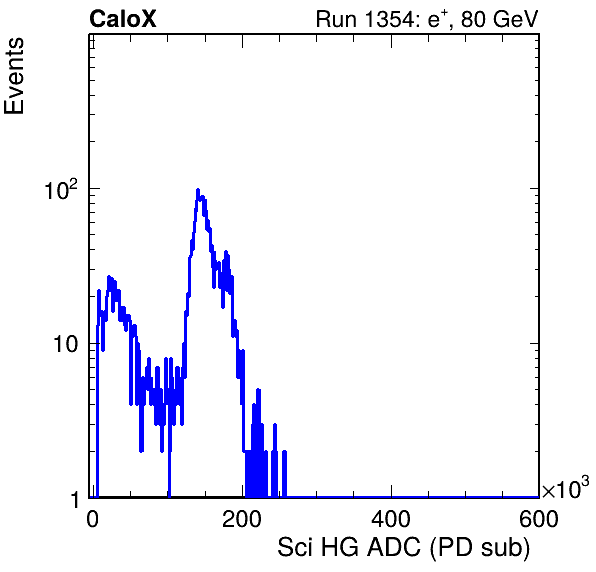 CaloX Run 1354: e⁺, 80 GeV
Events
10²
10
1
0 200 400 600
×10³
Sci HG ADC (PD sub)